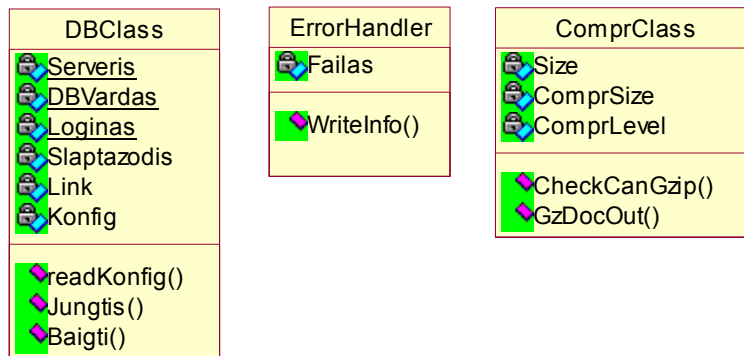 DBClass
Serveris
DBVardas
Loginas
Slaptazodis
Link
Konfig
readKonfig()
Jungtis()
Baigti()
ErrorHandler
Failas
WriteInfo()
ComprClass
Size
ComprSize
ComprLevel
CheckCanGzip()
GzDocOut()